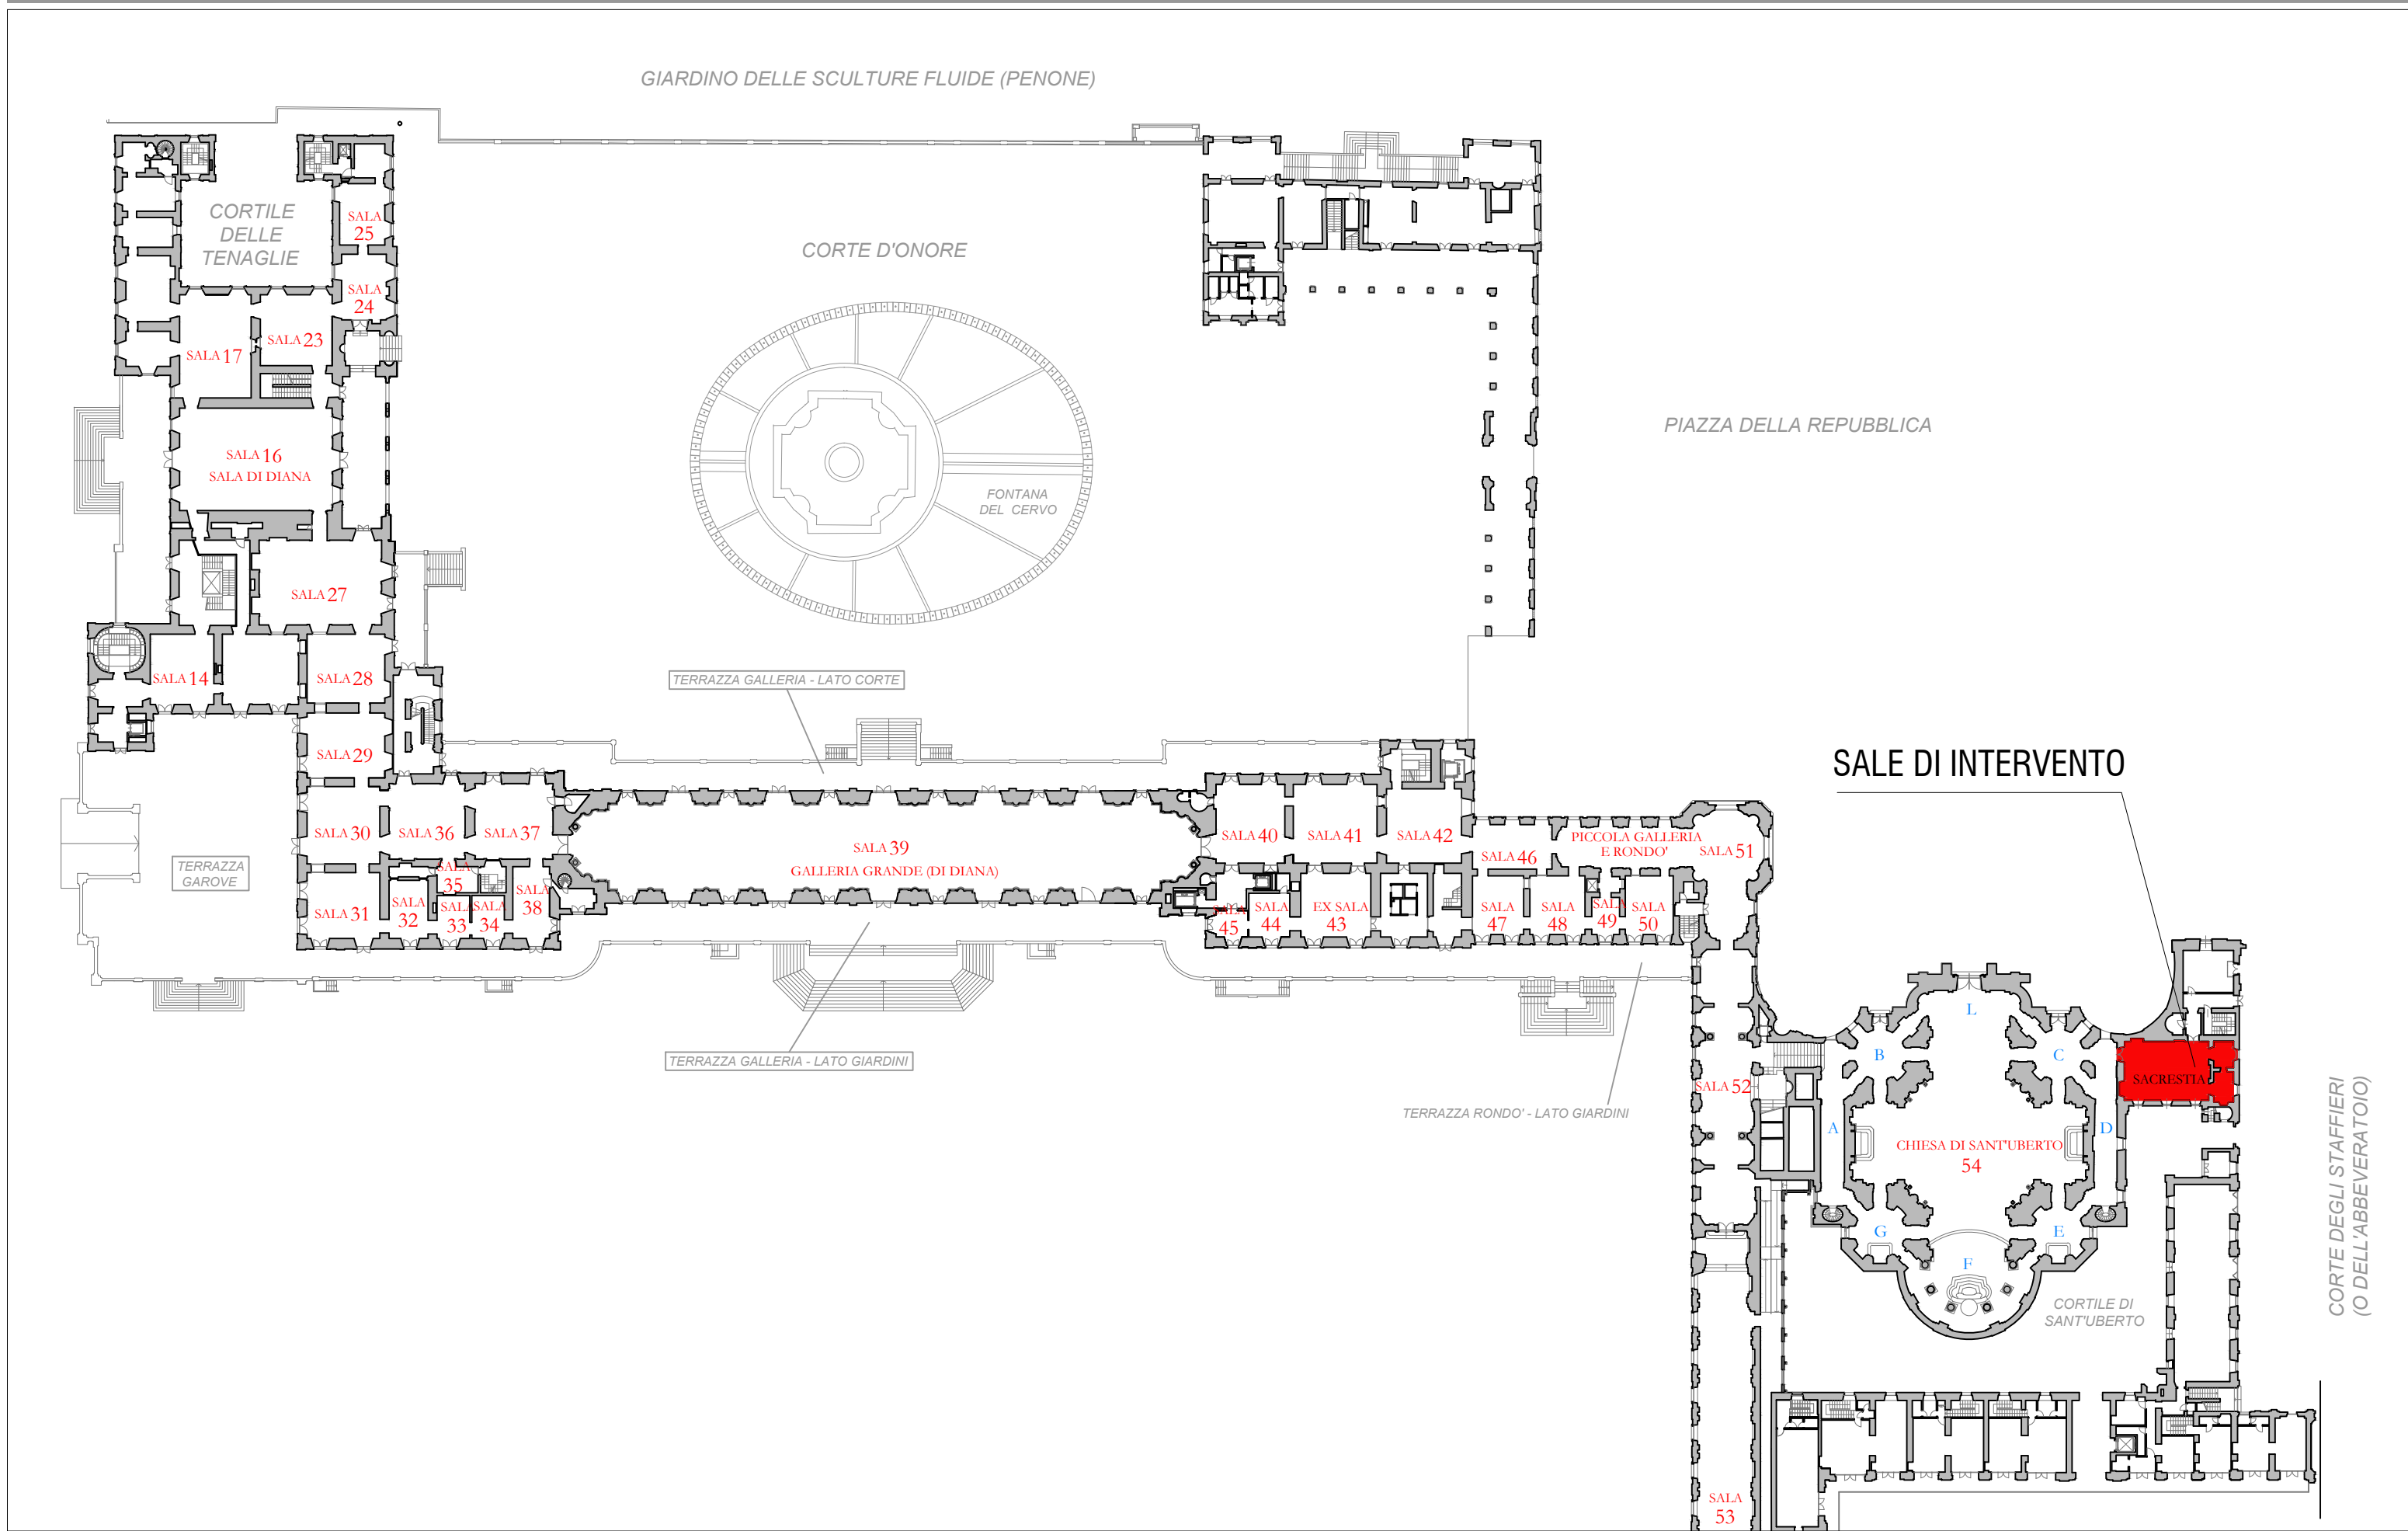 GIARDINO DELLE SCULTURE FLUIDE (PENONE)
CORTILE
DELLE
TENAGLIE
SALA
25
CORTE D'ONORE
SALA
24
SALA 23
SALA 17
PIAZZA DELLA REPUBBLICA
SALA 16
SALA DI DIANA
FONTANA
DEL CERVO
SALA 27
SALA 14
SALA 28
TERRAZZA GALLERIA - LATO CORTE
SALA 29
SALE DI INTERVENTO
SALA 30
SALA 36
SALA 37
SALA 39
GALLERIA GRANDE (DI DIANA)
SALA 40
SALA 41
SALA 42
SALA 46
PICCOLA GALLERIA
E RONDO'
SALA 51
TERRAZZA
GAROVE
SALA
35
SALA 31
SALA
32
SALA
33
SALA
34
SALA
38
SALA
45
SALA
44
EX SALA
43
SALA
47
SALA
48
SALA
49
SALA
50
L
B
C
TERRAZZA GALLERIA - LATO GIARDINI
SALA 52
SACRESTIA
TERRAZZA RONDO' - LATO GIARDINI
A
D
CHIESA DI SANT'UBERTO
54
G
E
F
CORTILE DI
SANT'UBERTO
CORTE DEGLI STAFFIERI
(O DELL'ABBEVERATOIO)
SALA
53